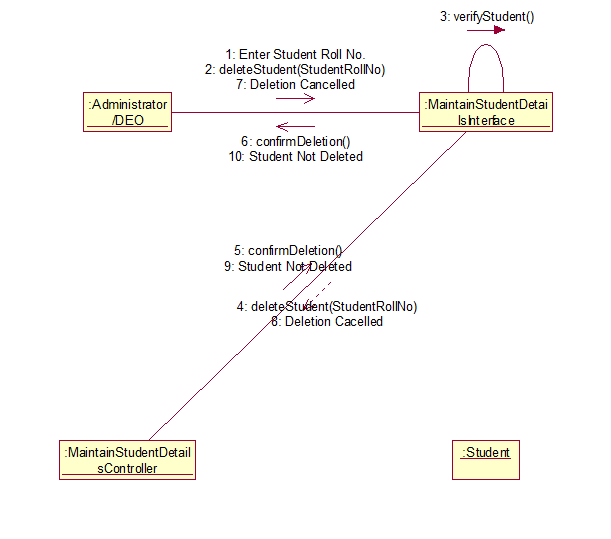 3: verifyStudent()
1: Enter Student Roll No.
2: deleteStudent(StudentRollNo)
7: Deletion Cancelled
:Administrator
/DEO
:MaintainStudentDetai
lsInterface
6: confirmDeletion()
10: Student Not Deleted
5: confirmDeletion()
9: Student Not Deleted
4: deleteStudent(StudentRollNo)
8: Deletion Cacelled
:MaintainStudentDetail
sController
:Student